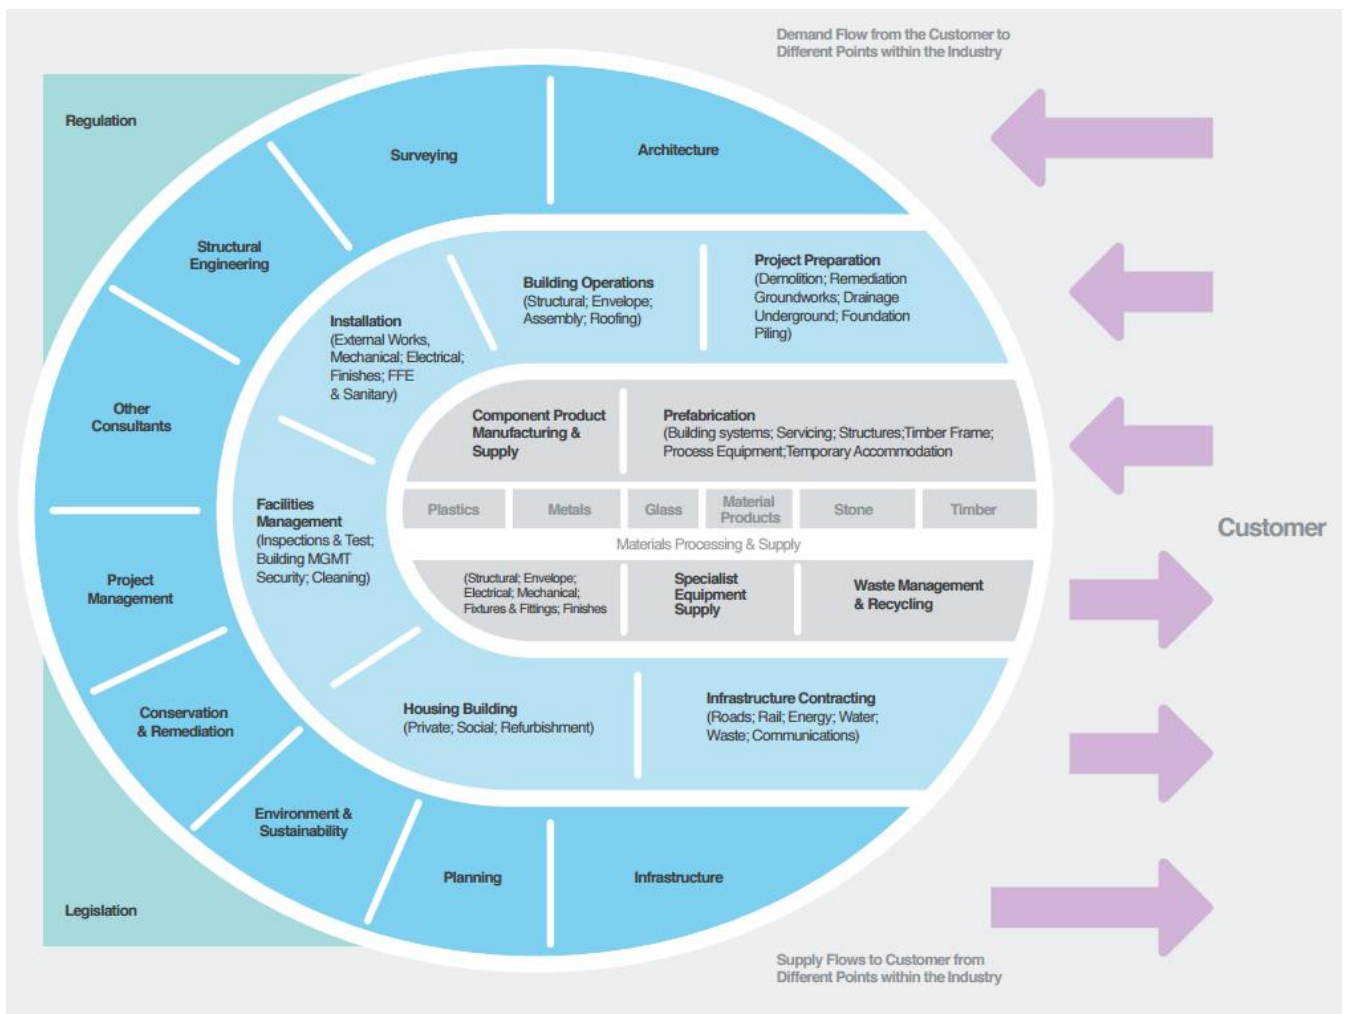 Demand Flow from the Customer to
Different Points within the Industry
Regulation
Surveying
Architecture
Structural
Engineering
Building Operations
(Structural; Envelope;
Assembly; Roofing)
Project Preparation
(Demolition; Remediation
Groundworks; Drainage
Underground; Foundation
Piling)
Installation
(External Works,
Mechanical; Electrical;
Finishes; FFE
& Sanitary)
Other
Consultants
Component Product
Manufacturing &
Supply
Prefabrication
(Building systems; Servicing; Structures;Timber Frame;
Process Equipment;Temporary Accommodation
Facilities
Management
(Inspections & Test;
Building MGMT
Security; Cleaning)
Plastics
Metals
Glass
Material
Products
Stone
Timber
Customer
Materials Processing & Supply
Project
Management
(Structural; Envelope;
Electrical; Mechanical;
Fixtures & Fittings; Finishes
Specialist
Equipment
Supply
Waste Management
& Recycling
Conservation
& Remediation
Housing Building
(Private; Social; Refurbishment)
Infrastructure Contracting
(Roads; Rail; Energy; Water;
Waste; Communications)
Environment &
Sustainability
Planning
Infrastructure
Legislation
Supply Flows to Customer from
Different Points within the Industry